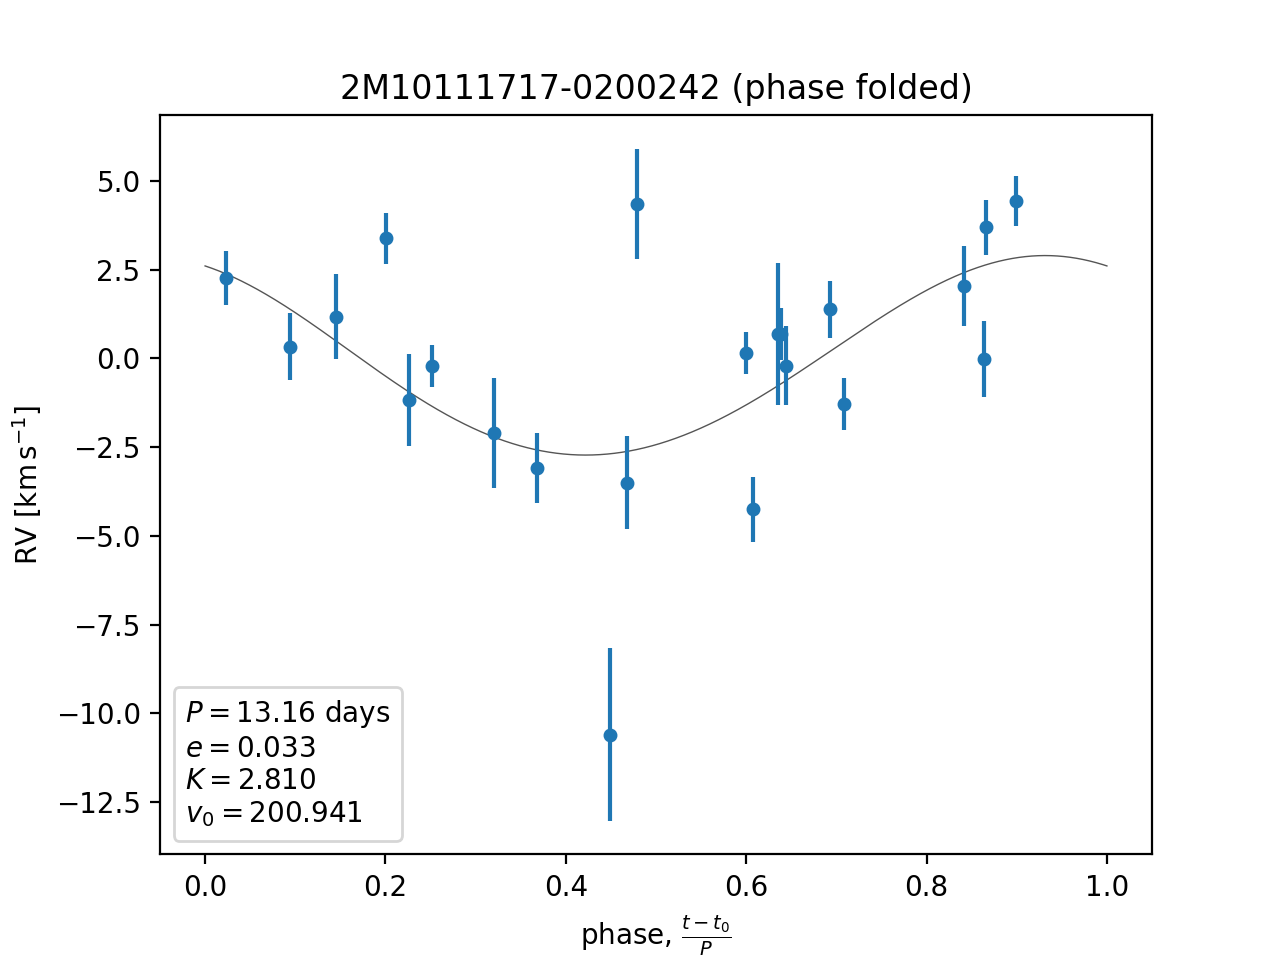 2M10111717-0200242 (phase folded)
5.0
2.5
0.0
−2.5
−5.0
−7.5
−10.0
−12.5
RV [km s⁻¹]
P = 13.16 days
e = 0.033
K = 2.810
v₀ = 200.941
0.0 0.2 0.4 0.6 0.8 1.0
phase, (t − t₀)/P